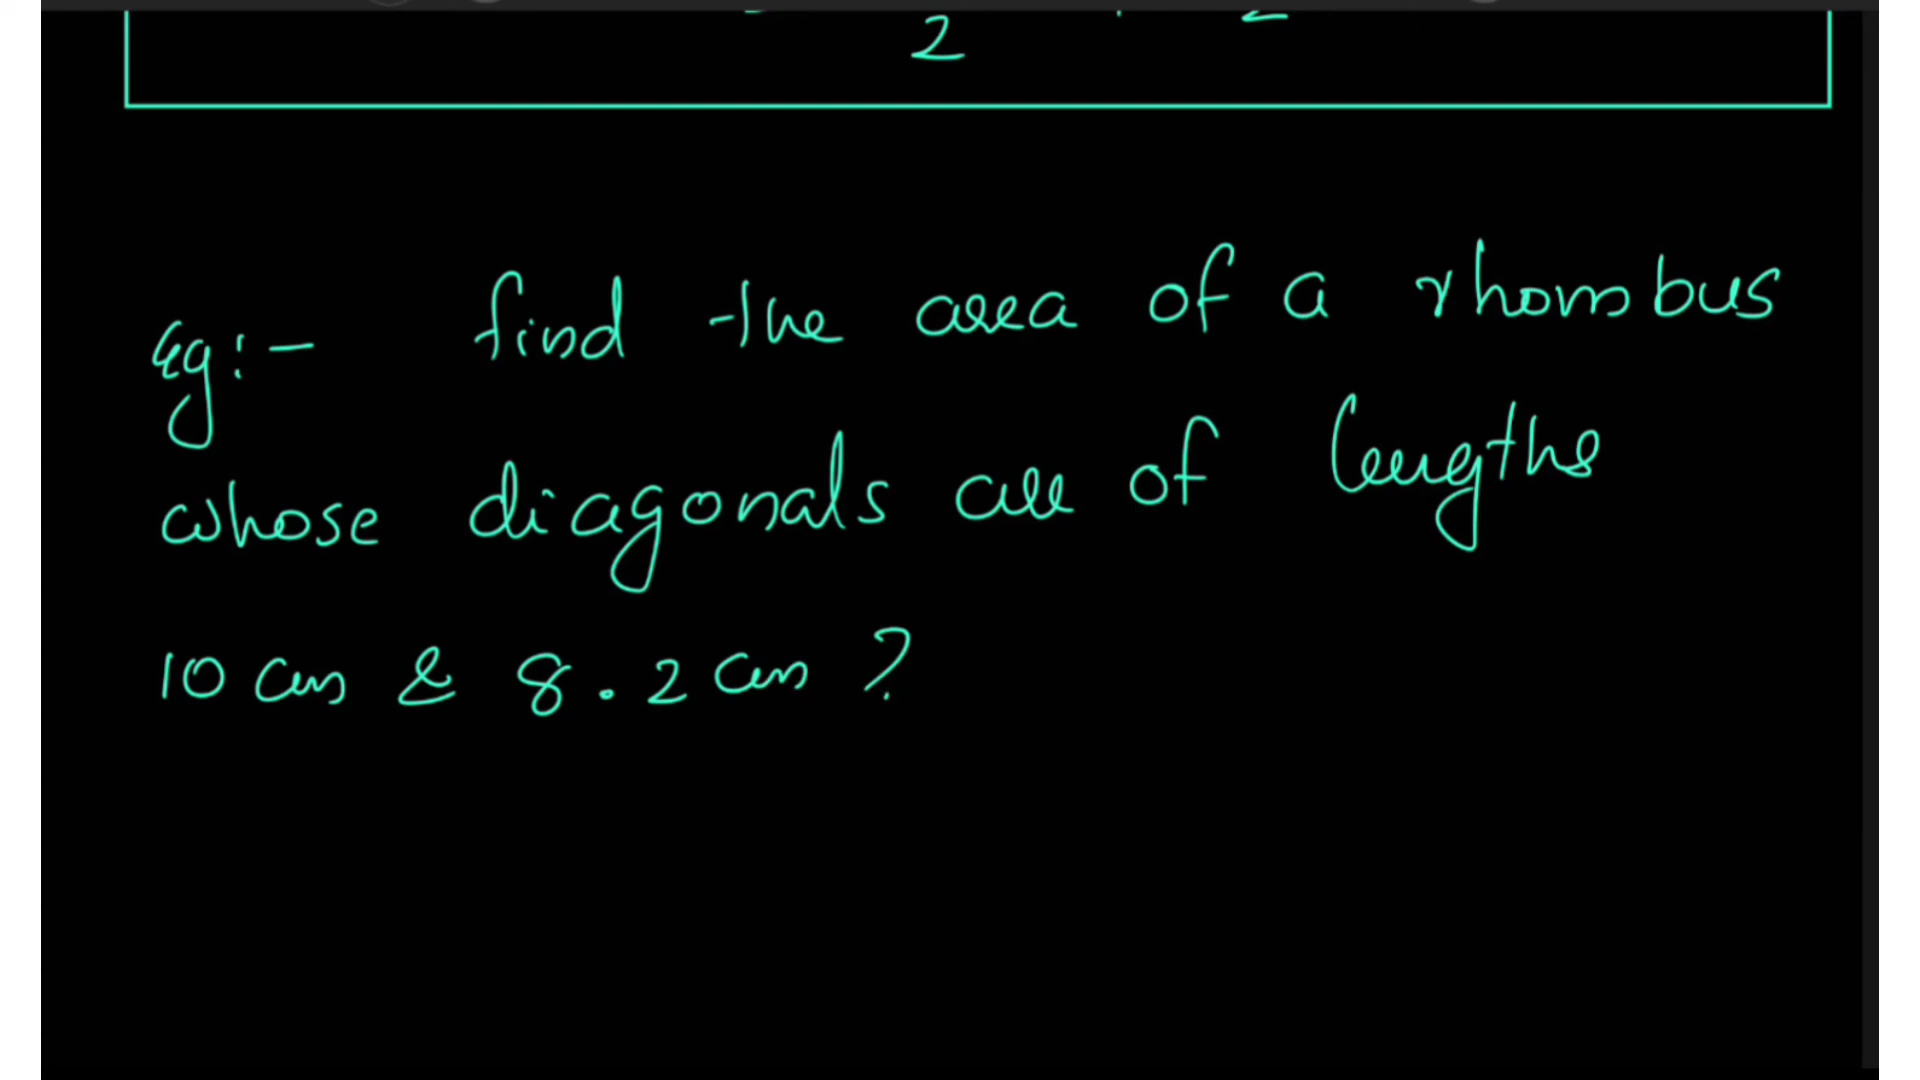 2
Eg:- find the area of a rhombus
whose diagonals are of lengths
10 cm & 8.2 cm ?